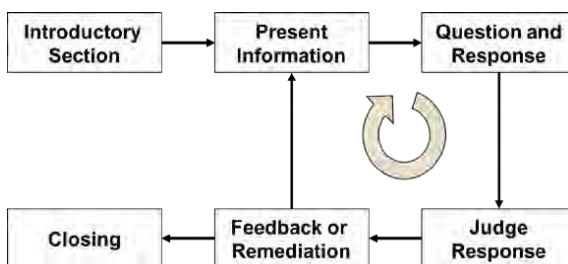 Introductory
Section
Present
Information
Question and
Response
Closing
Feedback or
Remediation
Judge
Response